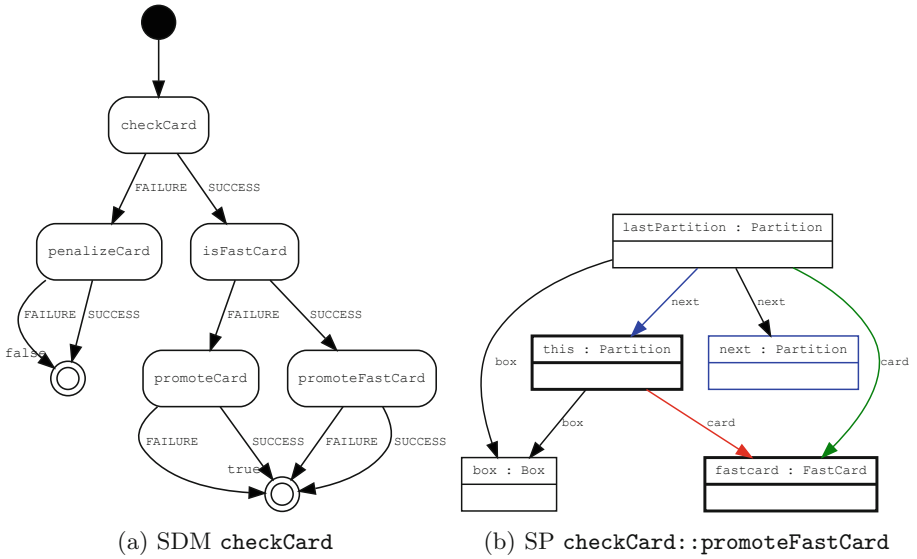 checkCard
FAILURE
SUCCESS
penalizeCard
isFastCard
FAILURE
SUCCESS
FAILURE
SUCCESS
false
promoteCard
promoteFastCard
FAILURE
SUCCESS
FAILURE
SUCCESS
true
(a) SDM checkCard
lastPartition : Partition
next
next
this : Partition
next : Partition
box
card
box
card
box : Box
fastcard : FastCard
(b) SP checkCard::promoteFastCard